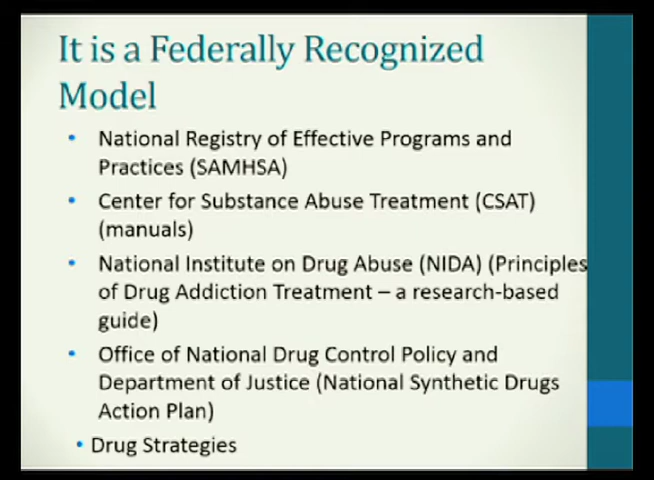 It is a Federally Recognized
Model
• National Registry of Effective Programs and
Practices (SAMHSA)
• Center for Substance Abuse Treatment (CSAT)
(manuals)
• National Institute on Drug Abuse (NIDA) (Principles
of Drug Addiction Treatment – a research-based
guide)
• Office of National Drug Control Policy and
Department of Justice (National Synthetic Drugs
Action Plan)
• Drug Strategies